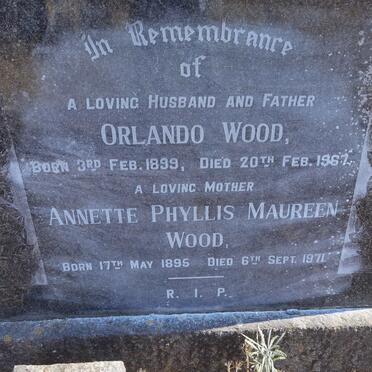 In Remembrance
of
A LOVING HUSBAND AND FATHER
ORLANDO WOOD,
BORN 3RD FEB. 1899, DIED 20TH FEB. 1967.
A LOVING MOTHER
ANNETTE PHYLLIS MAUREEN
WOOD,
BORN 17TH MAY 1895 DIED 6TH SEPT. 1971.
R. I. P.